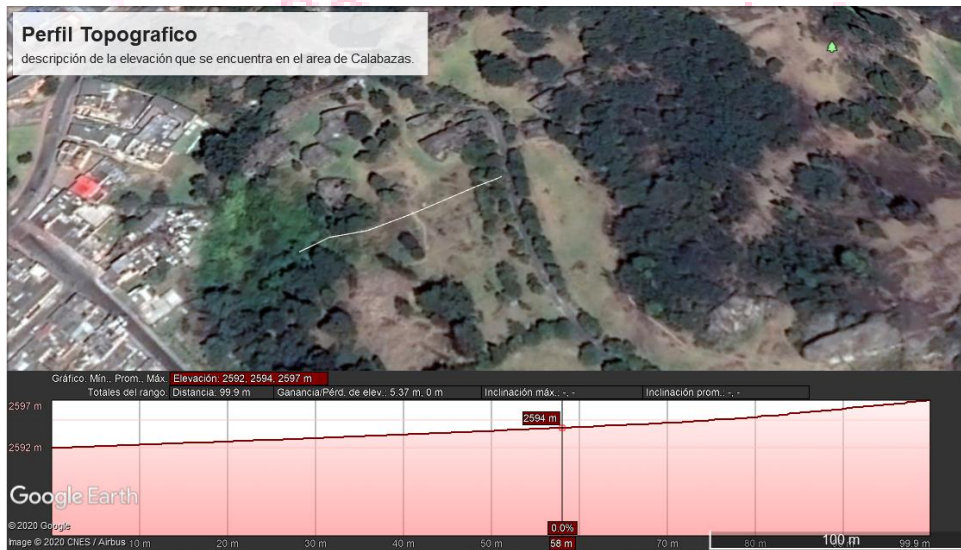 Perfil Topografico
descripción de la elevación que se encuentra en el area de Calabazas.
Gráfico: Mín., Prom., Máx. Elevación: 2592, 2594, 2597 m
Totales del rango: Distancia: 99.9 m Ganancia/Pérd. de elev.: 5.37 m, 0 m Inclinación máx.: -, - Inclinación prom.: -, -
2597 m
2594 m
2592 m
Google Earth
© 2020 Google
Image © 2020 CNES / Airbus
0,0%
10 m 20 m 30 m 40 m 50 m 58 m 70 m 80 m 99.9 m
100 m